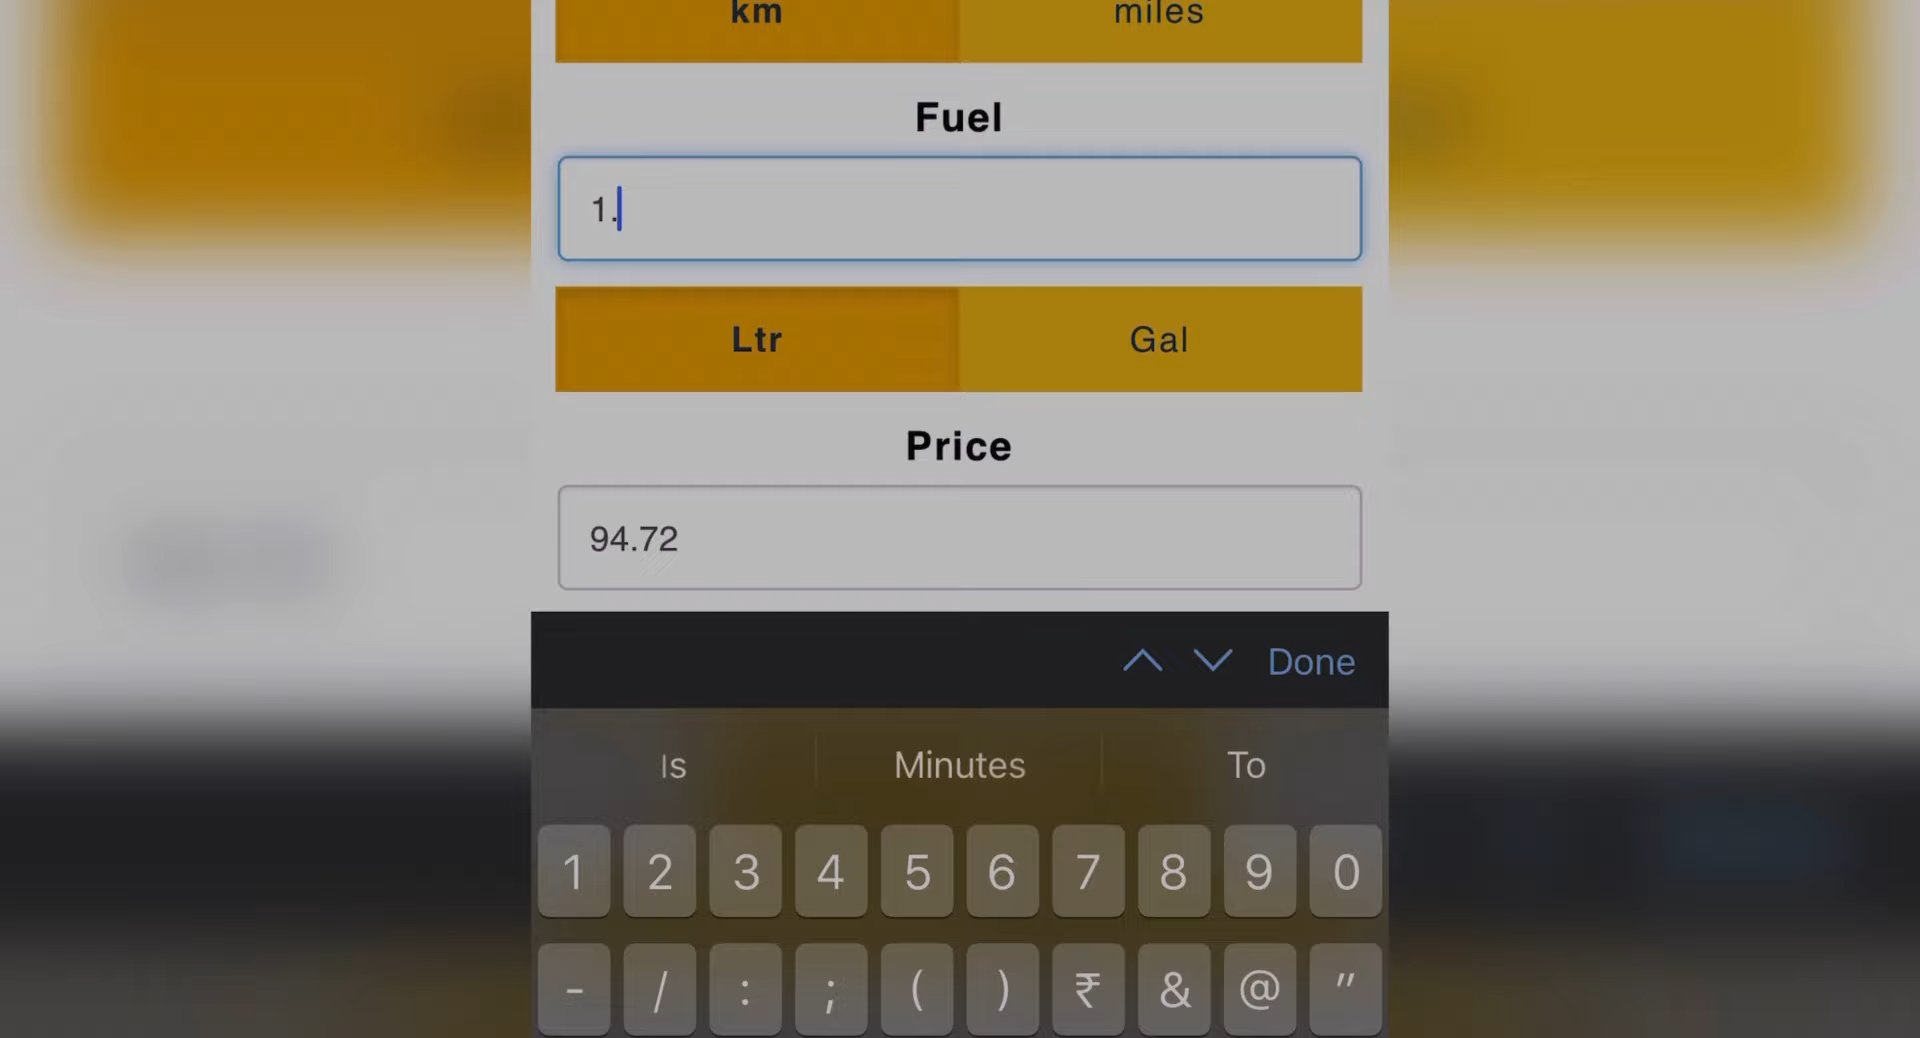 km miles
Fuel
1.
Ltr Gal
Price
94.72
Done
Is Minutes To
1 2 3 4 5 6 7 8 9 0
- / : ; ( ) ₹ & @ "